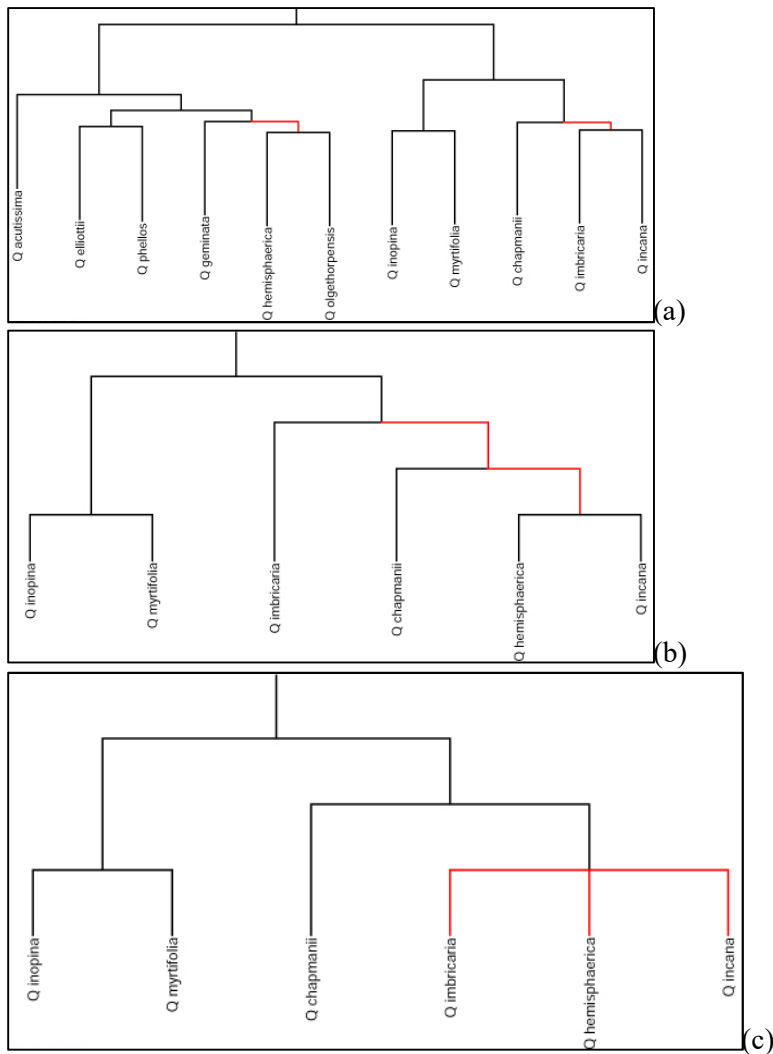 Q acutissima
Q elliottii
Q phellos
Q geminata
Q hemisphaerica
Q olgethorpensis
Q inopina
Q myrtifolia
Q chapmanii
Q imbricaria
Q incana
(a)
Q inopina
Q myrtifolia
Q imbricaria
Q chapmanii
Q hemisphaerica
Q incana
(b)
Q inopina
Q myrtifolia
Q chapmanii
Q imbricaria
Q hemisphaerica
Q incana
(c)